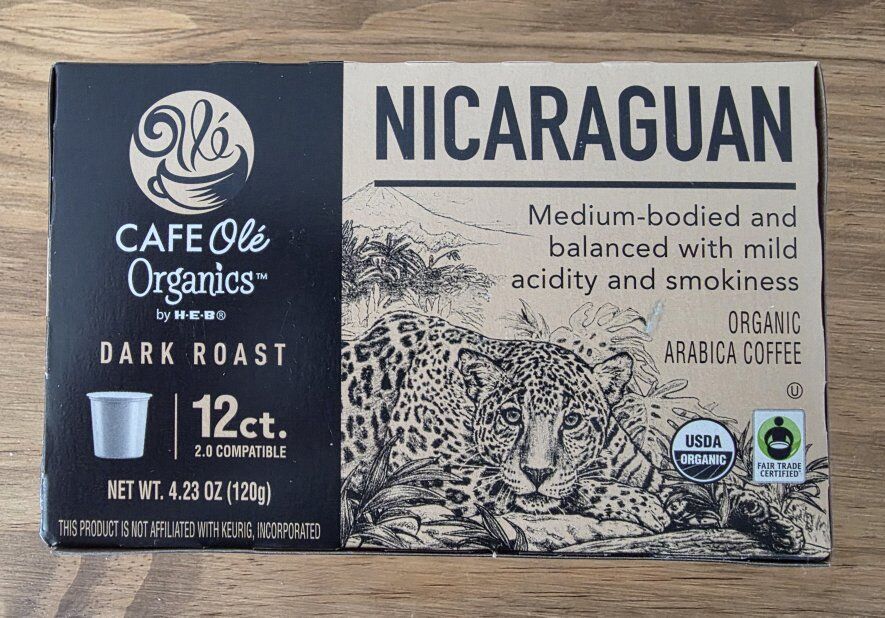 Olé
CAFE Olé
Organics™
by H-E-B®
DARK ROAST
12ct.
2.0 COMPATIBLE
NET WT. 4.23 OZ (120g)
THIS PRODUCT IS NOT AFFILIATED WITH KEURIG, INCORPORATED
NICARAGUAN
Medium-bodied and
balanced with mild
acidity and smokiness
ORGANIC
ARABICA COFFEE
U
USDA
ORGANIC
FAIR TRADE
CERTIFIED